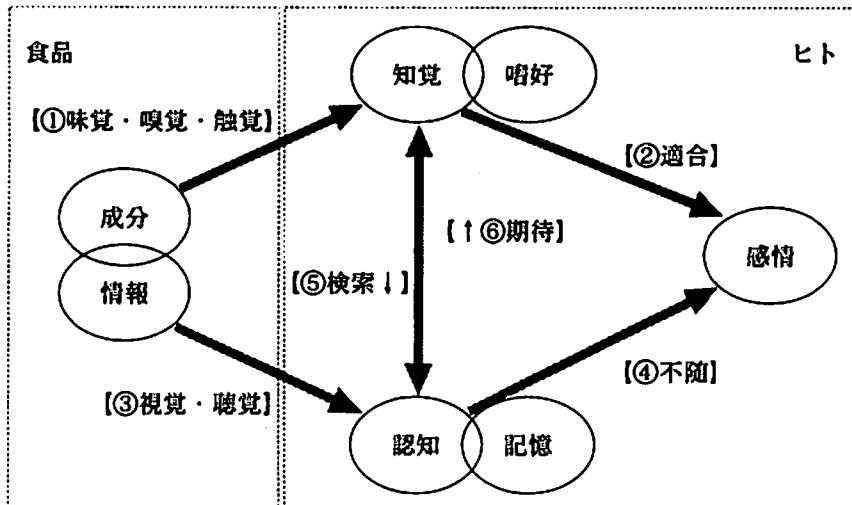 食品
ヒト
知覚
嗜好
【①味覚・嗅覚・触覚】
【②適合】
成分
【↑⑥期待】
感情
情報
【⑤検索↓】
【④不随】
【③視覚・聴覚】
認知
記憶